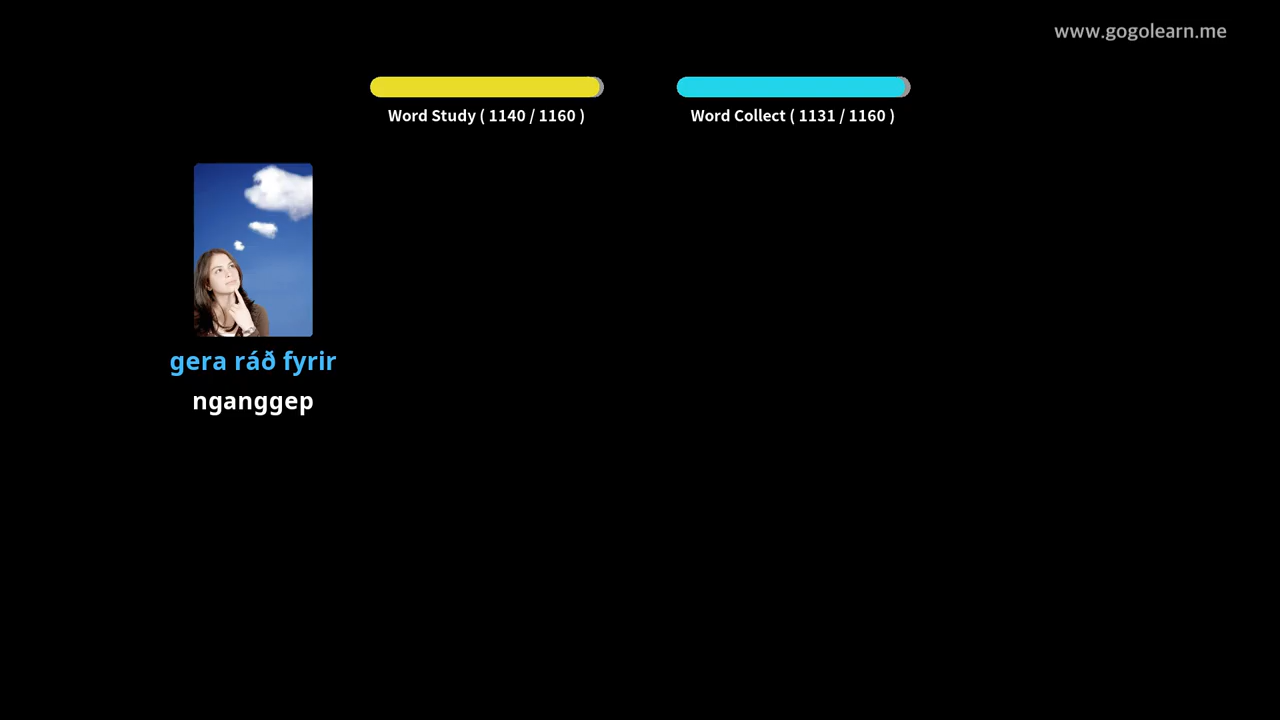 www.gogolearn.me
Word Study ( 1140 / 1160 )
Word Collect ( 1131 / 1160 )
gera ráð fyrir
nganggep